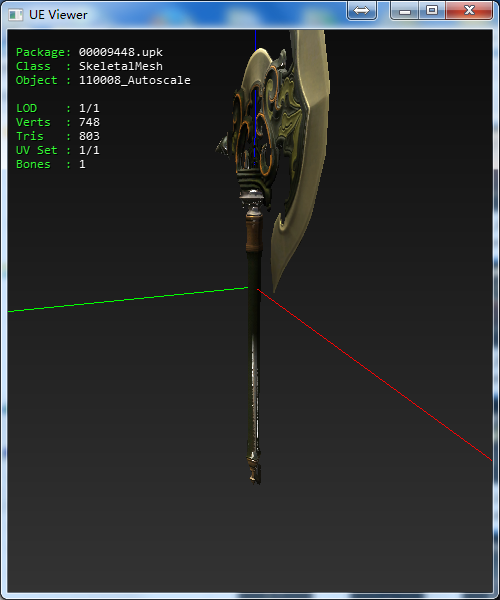 UE Viewer
Package: 00009448.upk
Class : SkeletalMesh
Object : 110008_Autoscale
LOD : 1/1
Verts : 748
Tris : 803
UV Set : 1/1
Bones : 1